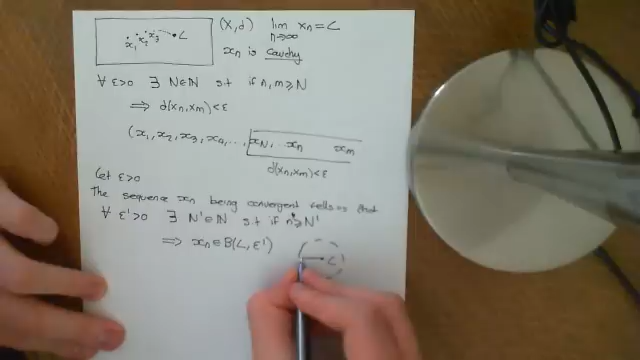 x₁ x₂ x₃ L
(X,d) lim xₙ = L
n→∞
xₙ is Cauchy
∀ ε>0 ∃ N∈ℕ s.t if n,m⩾N
⟹ d(xₙ,xₘ)<ε
(x₁,x₂,x₃,x₄,..., x_N,...xₙ xₘ
d(xₙ,xₘ)<ε
Let ε>0
The sequence xₙ being convergent tells us that
∀ ε'>0 ∃ N'∈ℕ s.t if n'⩾N'
⟹ xₙ∈B(L,ε')
L